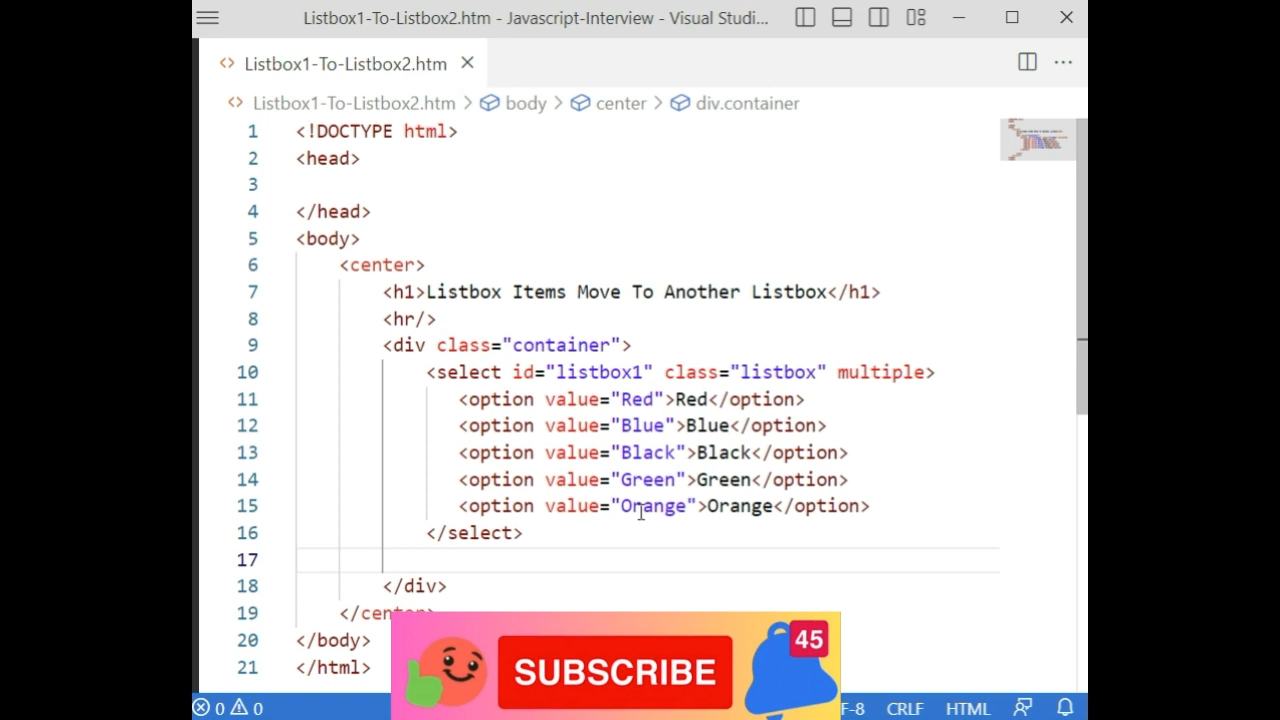 Listbox1-To-Listbox2.htm - Javascript-Interview - Visual Studi...
Listbox1-To-Listbox2.htm
Listbox1-To-Listbox2.htm > body > center > div.container
1 <!DOCTYPE html>
2 <head>
3
4 </head>
5 <body>
6 <center>
7 <h1>Listbox Items Move To Another Listbox</h1>
8 <hr/>
9 <div class="container">
10 <select id="listbox1" class="listbox" multiple>
11 <option value="Red">Red</option>
12 <option value="Blue">Blue</option>
13 <option value="Black">Black</option>
14 <option value="Green">Green</option>
15 <option value="Orange">Orange</option>
16 </select>
17
18 </div>
19 </center>
20 </body>
21 </html>
45
SUBSCRIBE
0 0 F-8 CRLF HTML